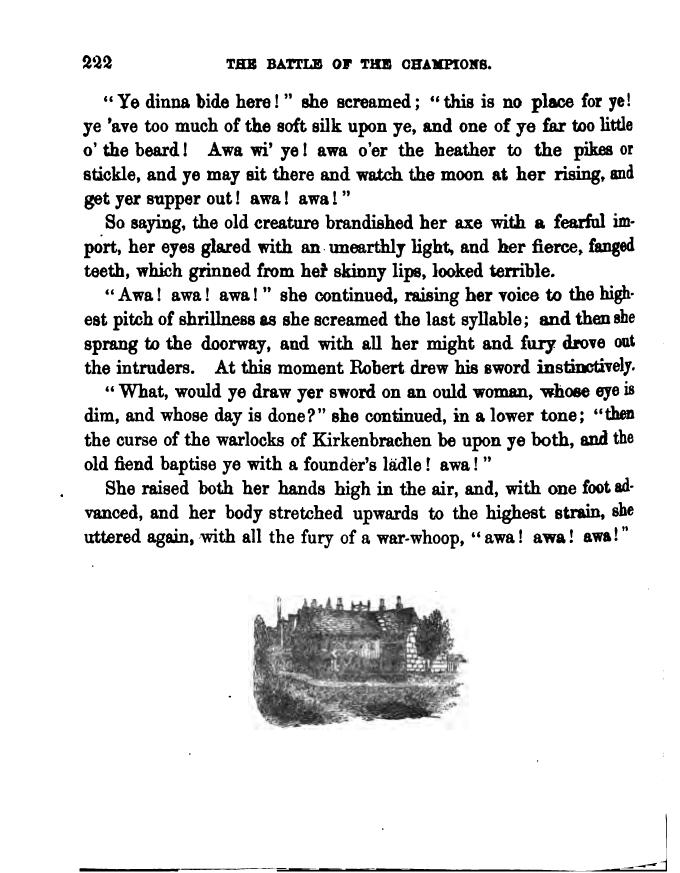 222 THE BATTLE OF THE CHAMPIONS.
"Ye dinna bide here!" she screamed; "this is no place for ye!
ye 'ave too much of the soft silk upon ye, and one of ye far too little
o' the beard! Awa wi' ye! awa o'er the heather to the pikes or
stickle, and ye may sit there and watch the moon at her rising, and
get yer supper out! awa! awa!"
So saying, the old creature brandished her axe with a fearful im-
port, her eyes glared with an unearthly light, and her fierce, fanged
teeth, which grinned from her skinny lips, looked terrible.
"Awa! awa! awa!" she continued, raising her voice to the high-
est pitch of shrillness as she screamed the last syllable; and then she
sprang to the doorway, and with all her might and fury drove out
the intruders. At this moment Robert drew his sword instinctively.
"What, would ye draw yer sword on an ould woman, whose eye is
dim, and whose day is done?" she continued, in a lower tone; "then
the curse of the warlocks of Kirkenbrachen be upon ye both, and the
old fiend baptise ye with a founder's ladle! awa!"
She raised both her hands high in the air, and, with one foot ad-
vanced, and her body stretched upwards to the highest strain, she
uttered again, with all the fury of a war-whoop, "awa! awa! awa!"